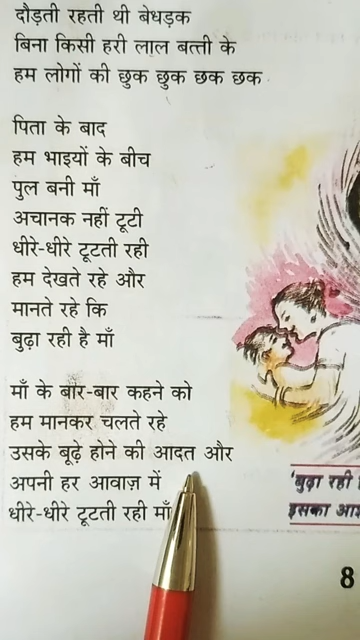 दौड़ती रहती थी बेधड़क
बिना किसी हरी लाल बत्ती के
हम लोगों की छुक छुक छक छक
पिता के बाद
हम भाइयों के बीच
पुल बनी माँ
अचानक नहीं टूटी
धीरे-धीरे टूटती रही
हम देखते रहे और
मानते रहे कि
बुढ़ा रही है माँ
माँ के बार-बार कहने को
हम मानकर चलते रहे
उसके बूढ़े होने की आदत और
अपनी हर आवाज़ में
धीरे-धीरे टूटती रही माँ
'बुढ़ा रही
इसका
8